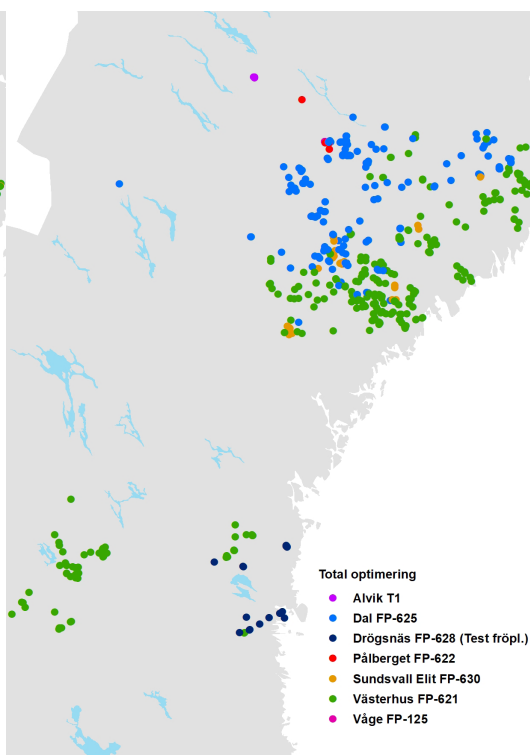 Total optimering
Alvik T1
Dal FP-625
Drögsnäs FP-628 (Test fröpl.)
Pålberget FP-622
Sundsvall Elit FP-630
Västerhus FP-621
Våge FP-125